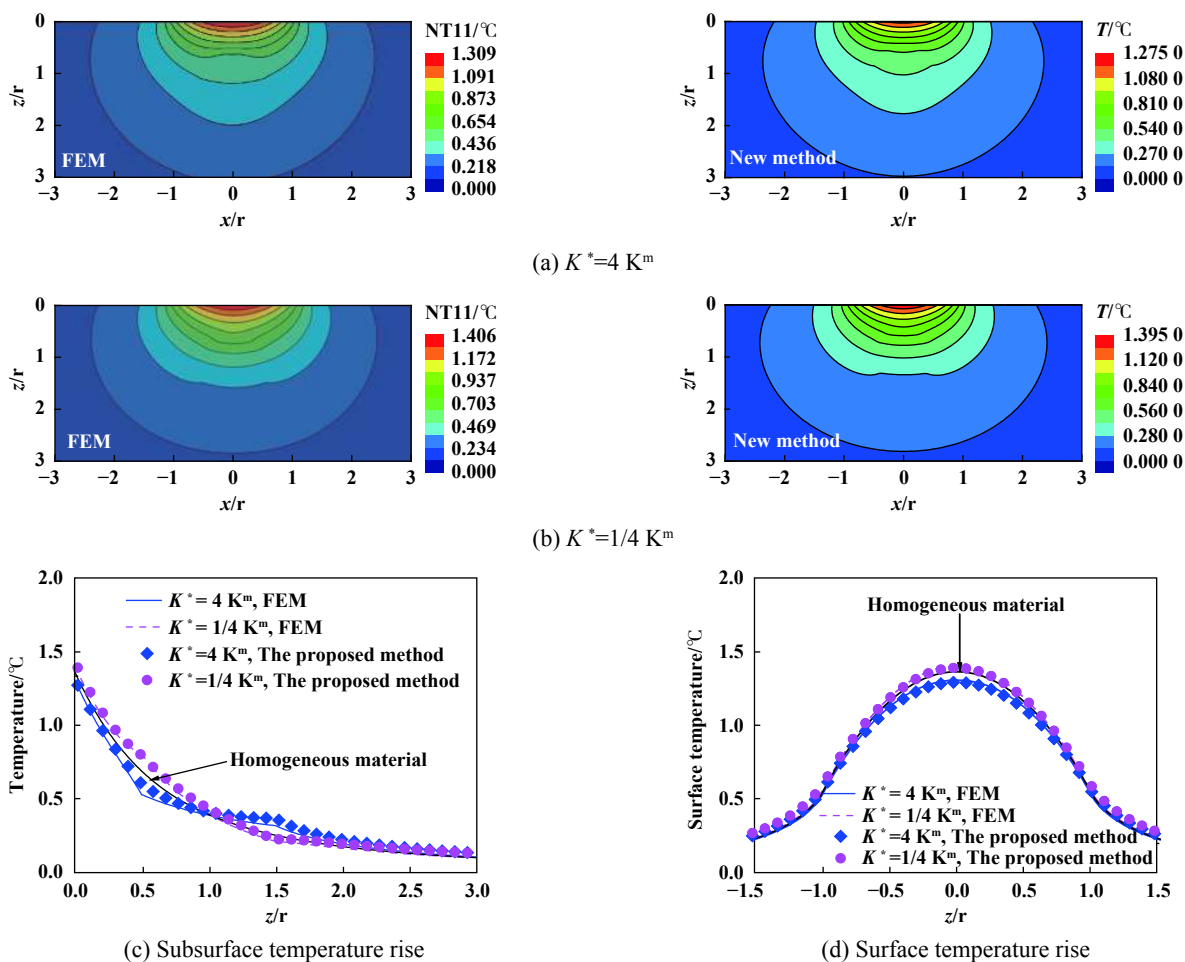 0
1
2
3
z/r
FEM
−3 −2 −1 0 1 2 3
x/r
NT11/℃
1.309
1.091
0.873
0.654
0.436
0.218
0.000
0
1
2
3
z/r
New method
−3 −2 −1 0 1 2 3
x/r
T/℃
1.275 0
1.080 0
0.810 0
0.540 0
0.270 0
0.000 0
(a) K*=4 Kᵐ
0
1
2
3
z/r
FEM
−3 −2 −1 0 1 2 3
x/r
NT11/℃
1.406
1.172
0.937
0.703
0.469
0.234
0.000
0
1
2
3
z/r
New method
−3 −2 −1 0 1 2 3
x/r
T/℃
1.395 0
1.120 0
0.840 0
0.560 0
0.280 0
0.000 0
(b) K*=1/4 Kᵐ
2.0
1.5
1.0
0.5
0.0
Temperature/℃
K*= 4 Kᵐ, FEM
K*= 1/4 Kᵐ, FEM
K*=4 Kᵐ, The proposed method
K*=1/4 Kᵐ, The proposed method
Homogeneous material
0.0 0.5 1.0 1.5 2.0 2.5 3.0
z/r
(c) Subsurface temperature rise
2.0
1.5
1.0
0.5
0.0
Surface temperature/℃
Homogeneous material
K*= 4 Kᵐ, FEM
K*= 1/4 Kᵐ, FEM
K*=4 Kᵐ, The proposed method
K*=1/4 Kᵐ, The proposed method
−1.5 −1.0 −0.5 0.0 0.5 1.0 1.5
z/r
(d) Surface temperature rise